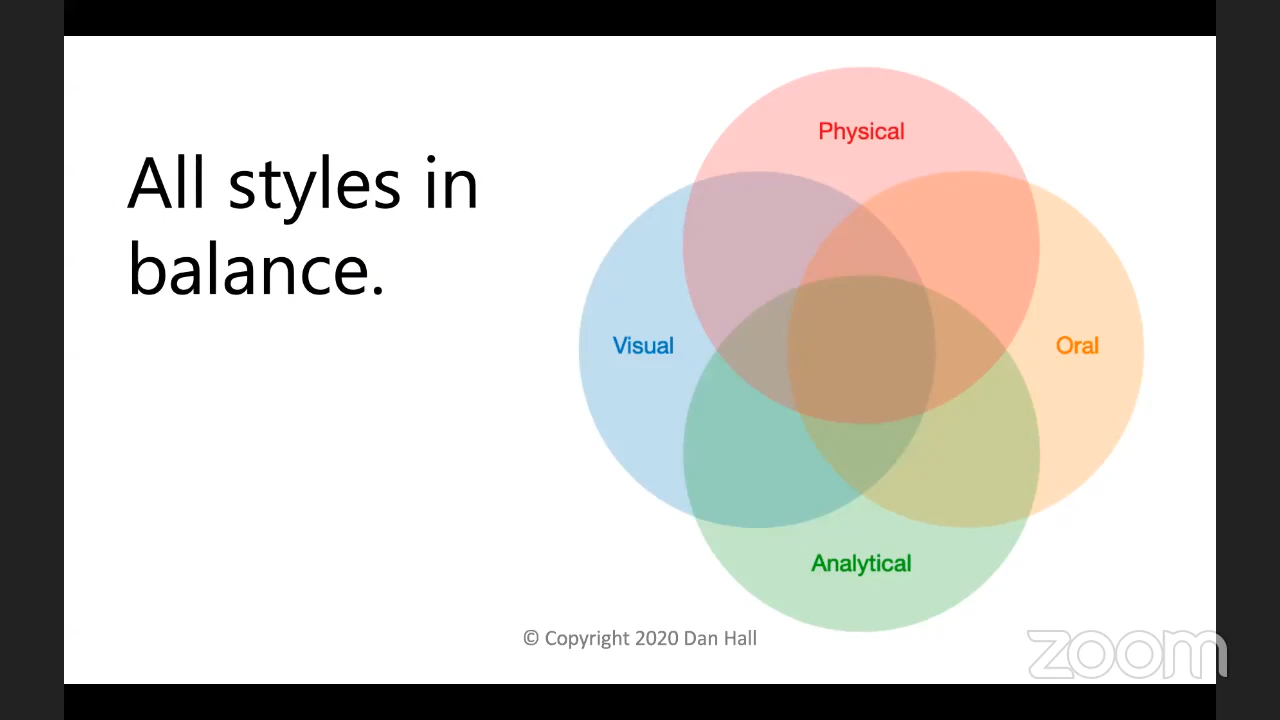 All styles in
balance.
Physical
Visual
Oral
Analytical
© Copyright 2020 Dan Hall
zoom